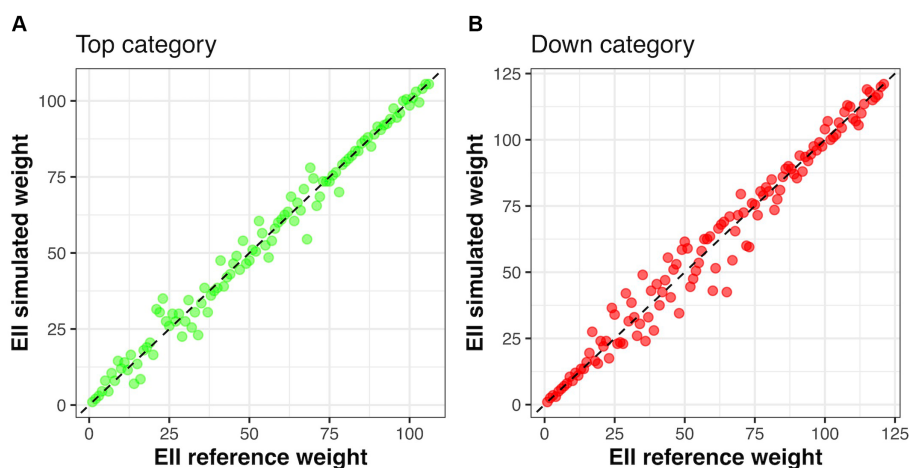 A
Top category
100
75
50
25
0
0 25 50 75 100
EII simulated weight
EII reference weight
B
Down category
125
100
75
50
25
0
0 25 50 75 100 125
EII simulated weight
EII reference weight